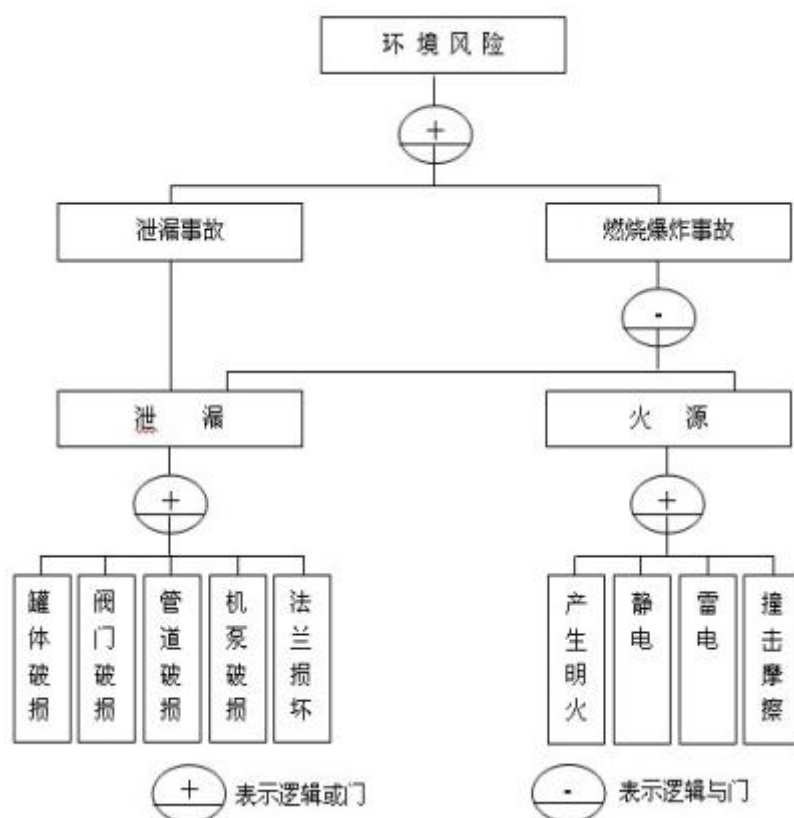 环境风险
+
泄漏事故
燃烧爆炸事故
-
泄漏
火源
+
+
罐体破损
阀门破损
管道破损
机泵破损
法兰损坏
产生明火
静电
雷电
撞击摩擦
+ 表示逻辑或门
- 表示逻辑与门